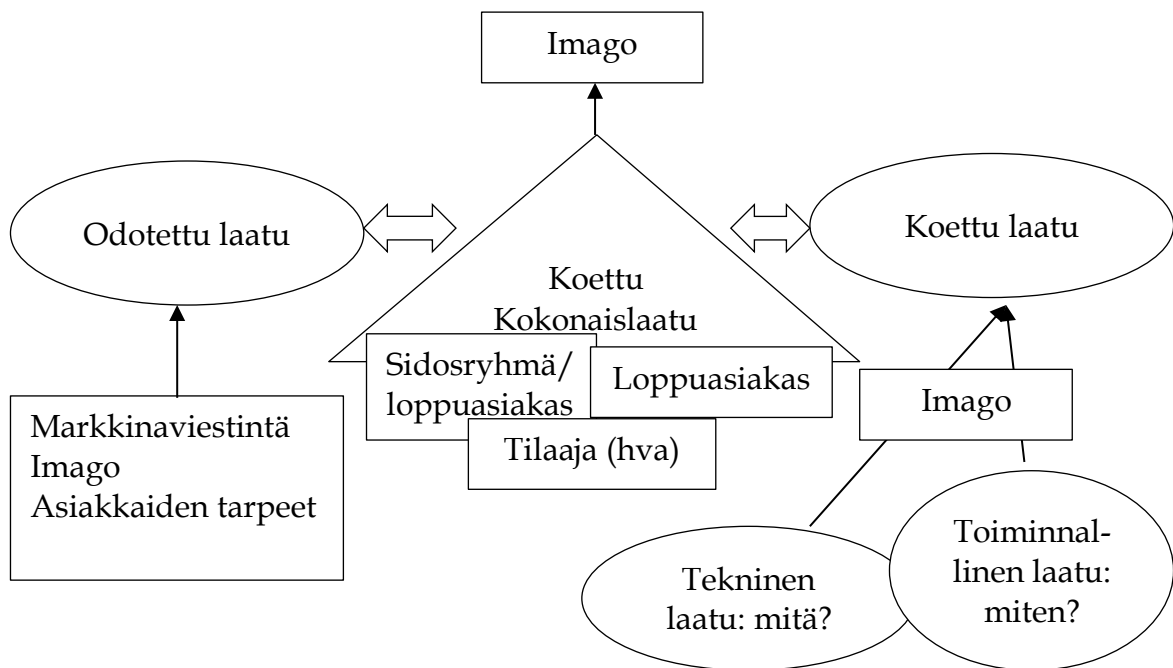 Imago
Odotettu laatu
Koettu laatu
Koettu
Kokonaislaatu
Sidosryhmä/
loppuasiakas
Loppuasiakas
Tilaaja (hva)
Markkinaviestintä
Imago
Asiakkaiden tarpeet
Imago
Tekninen
laatu: mitä?
Toiminnal-
linen laatu:
miten?